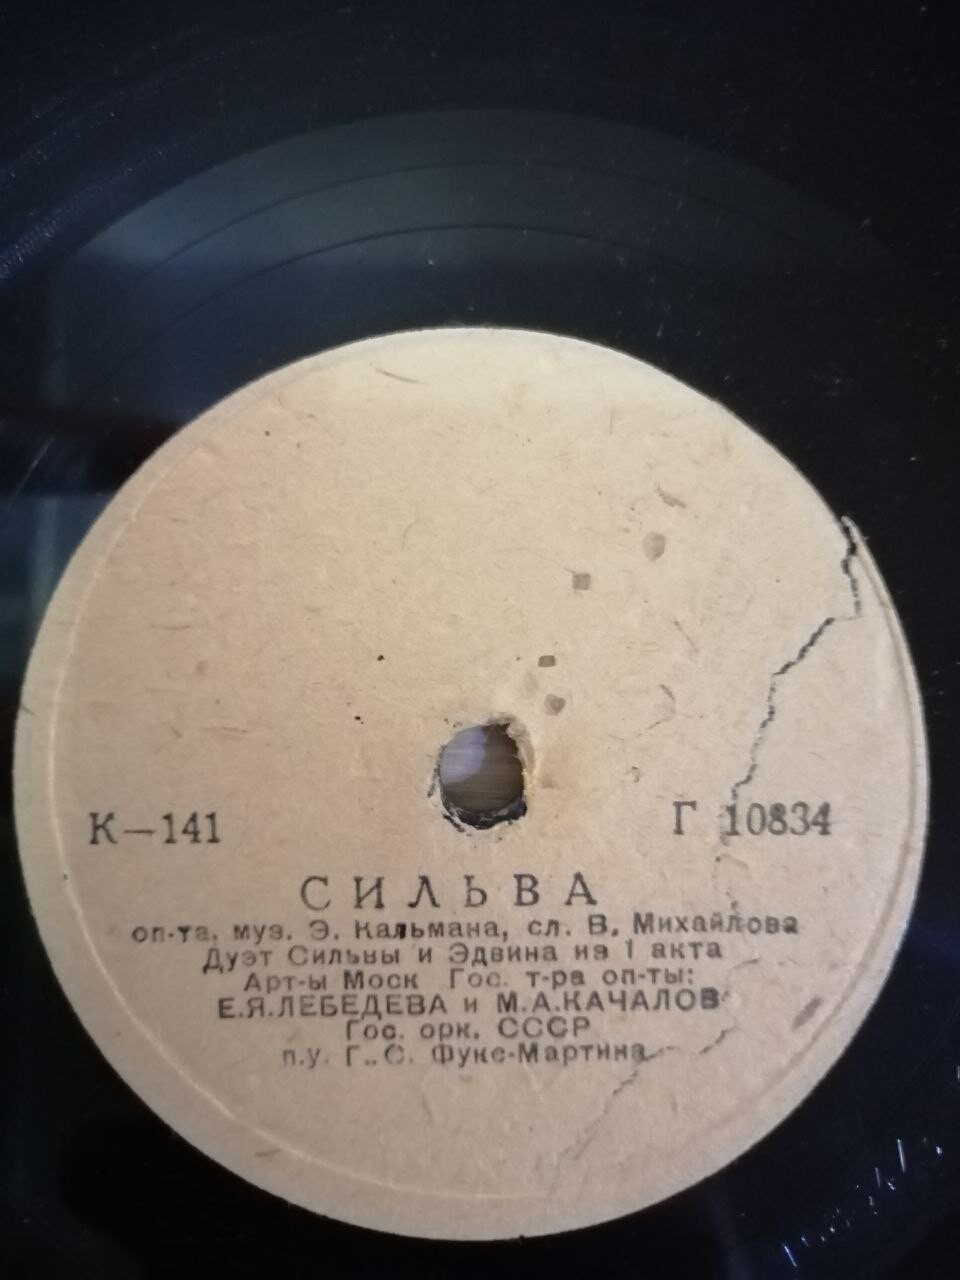 К—141 Г 10834
СИЛЬВА
оп-та, муз. Э. Кальмана, сл. В. Михайлова
Дуэт Сильвы и Эдвина из 1 акта
Арт-ы Моск Гос. т-ра оп-ты:
Е.Я.ЛЕБЕДЕВА и М.А.КАЧАЛОВ
Гос. орк. СССР
п.у. Г. С. Фукс-Мартина